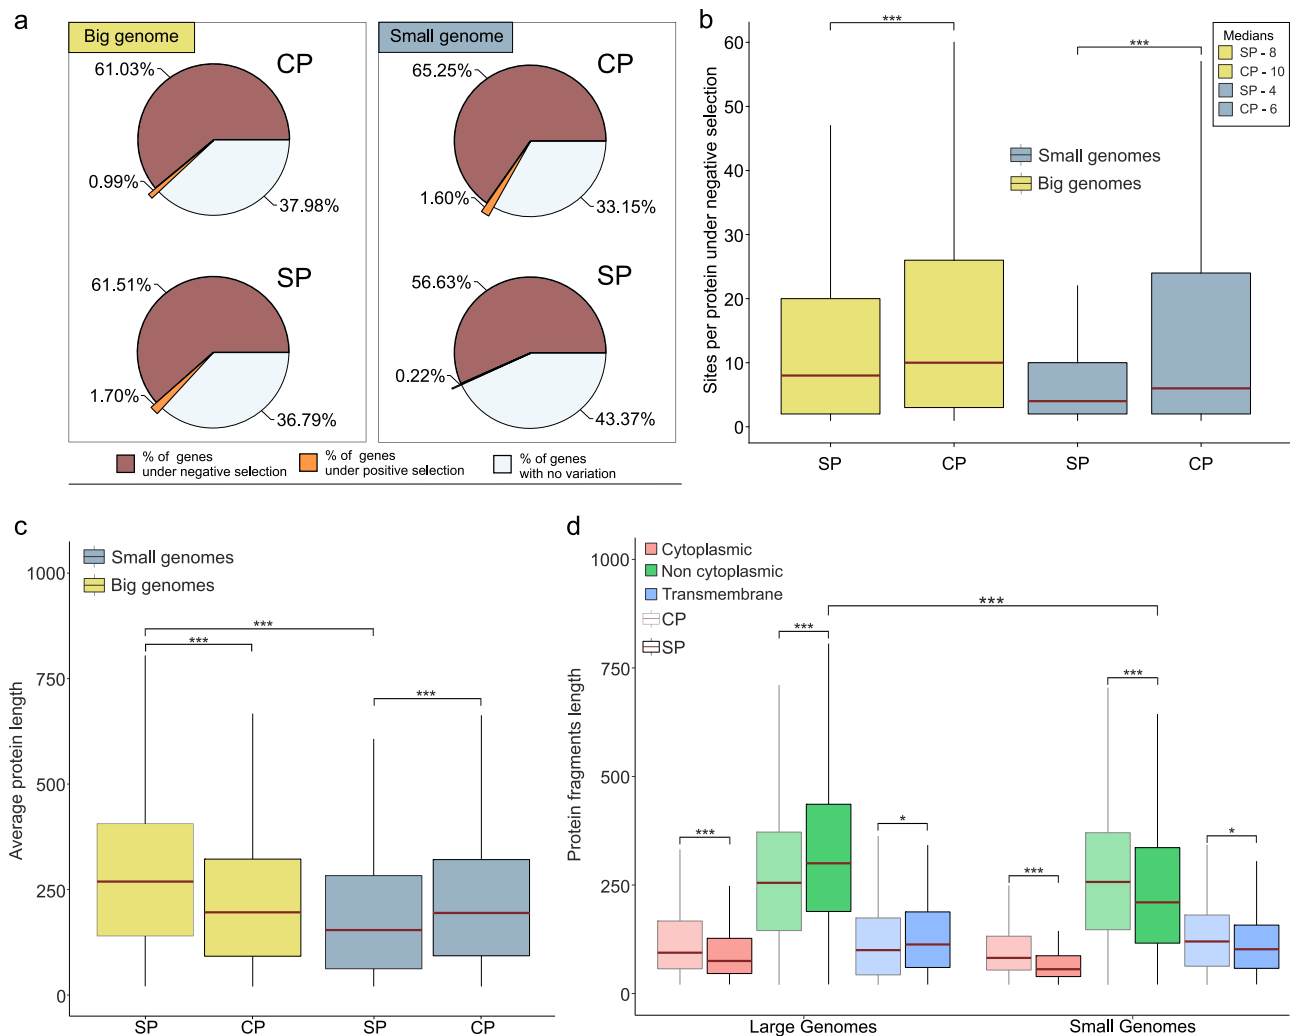 a
Big genome
Small genome
CP
61.03%
0.99%
37.98%
CP
65.25%
1.60%
33.15%
SP
61.51%
1.70%
36.79%
SP
56.63%
0.22%
43.37%
% of genes
under negative selection
% of genes
under positive selection
% of genes
with no variation
b
Sites per protein under negative selection
60
50
40
30
20
10
0
***
***
Medians
SP - 8
CP - 10
SP - 4
CP - 6
Small genomes
Big genomes
SP
CP
SP
CP
c
Average protein length
1000
750
500
250
0
Small genomes
Big genomes
***
***
***
SP
CP
SP
CP
d
Protein fragments length
1000
750
500
250
0
Cytoplasmic
Non cytoplasmic
Transmembrane
CP
SP
***
***
***
*
***
***
*
Large Genomes
Small Genomes